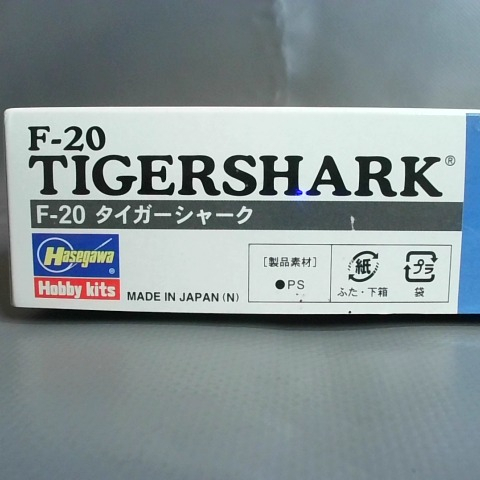 F-20
TIGERSHARK®
F-20 タイガーシャーク
Hasegawa®
Hobby kits
MADE IN JAPAN (N)
[製品素材]
●PS
紙
ふた・下箱
プラ
袋